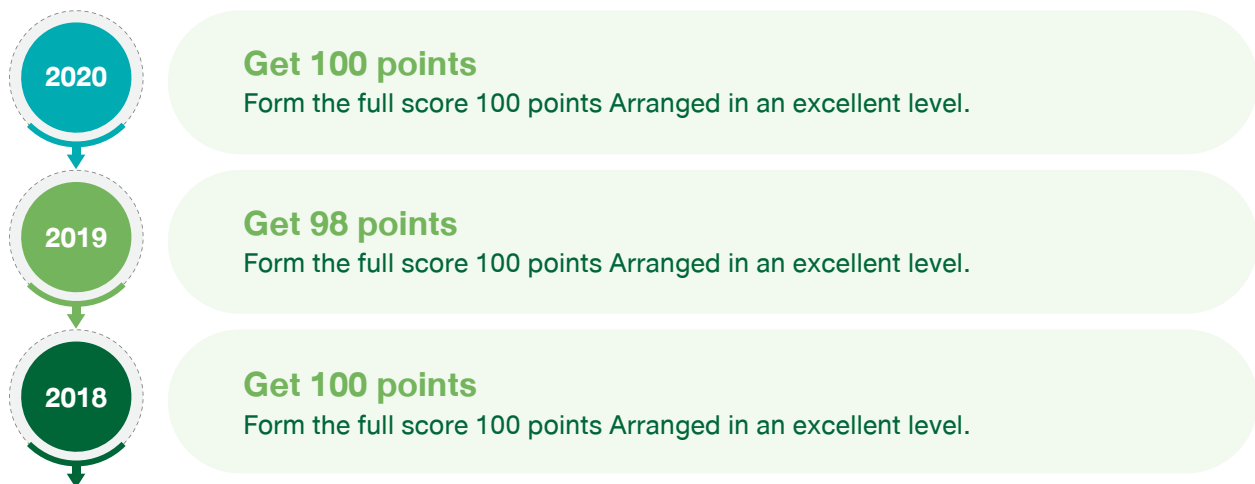 2020
Get 100 points
Form the full score 100 points Arranged in an excellent level.
2019
Get 98 points
Form the full score 100 points Arranged in an excellent level.
2018
Get 100 points
Form the full score 100 points Arranged in an excellent level.